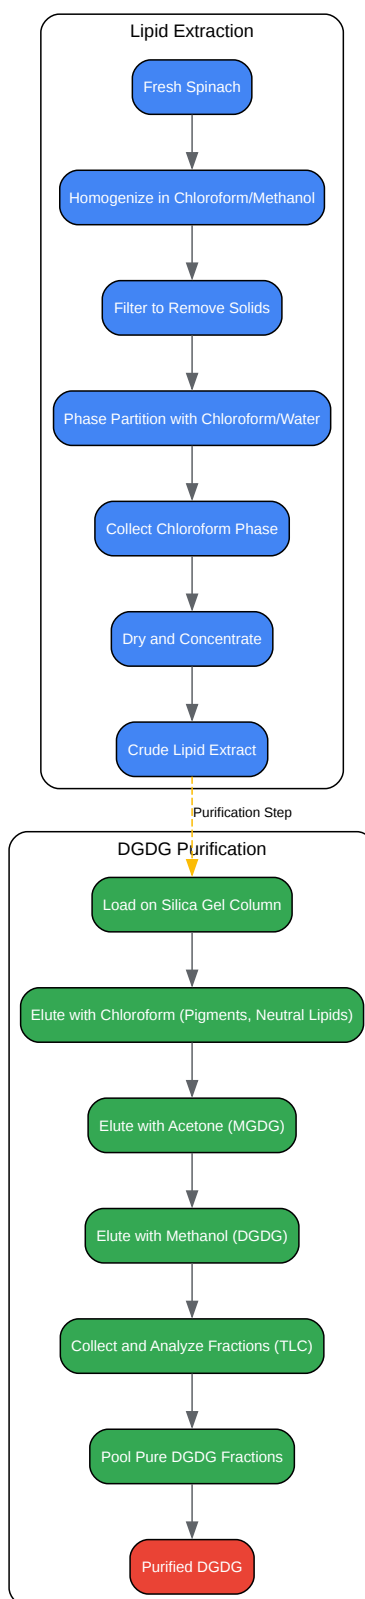 Lipid Extraction
Fresh Spinach
Homogenize in Chloroform/Methanol
Filter to Remove Solids
Phase Partition with Chloroform/Water
Collect Chloroform Phase
Dry and Concentrate
Crude Lipid Extract
Purification Step
DGDG Purification
Load on Silica Gel Column
Elute with Chloroform (Pigments, Neutral Lipids)
Elute with Acetone (MGDG)
Elute with Methanol (DGDG)
Collect and Analyze Fractions (TLC)
Pool Pure DGDG Fractions
Purified DGDG